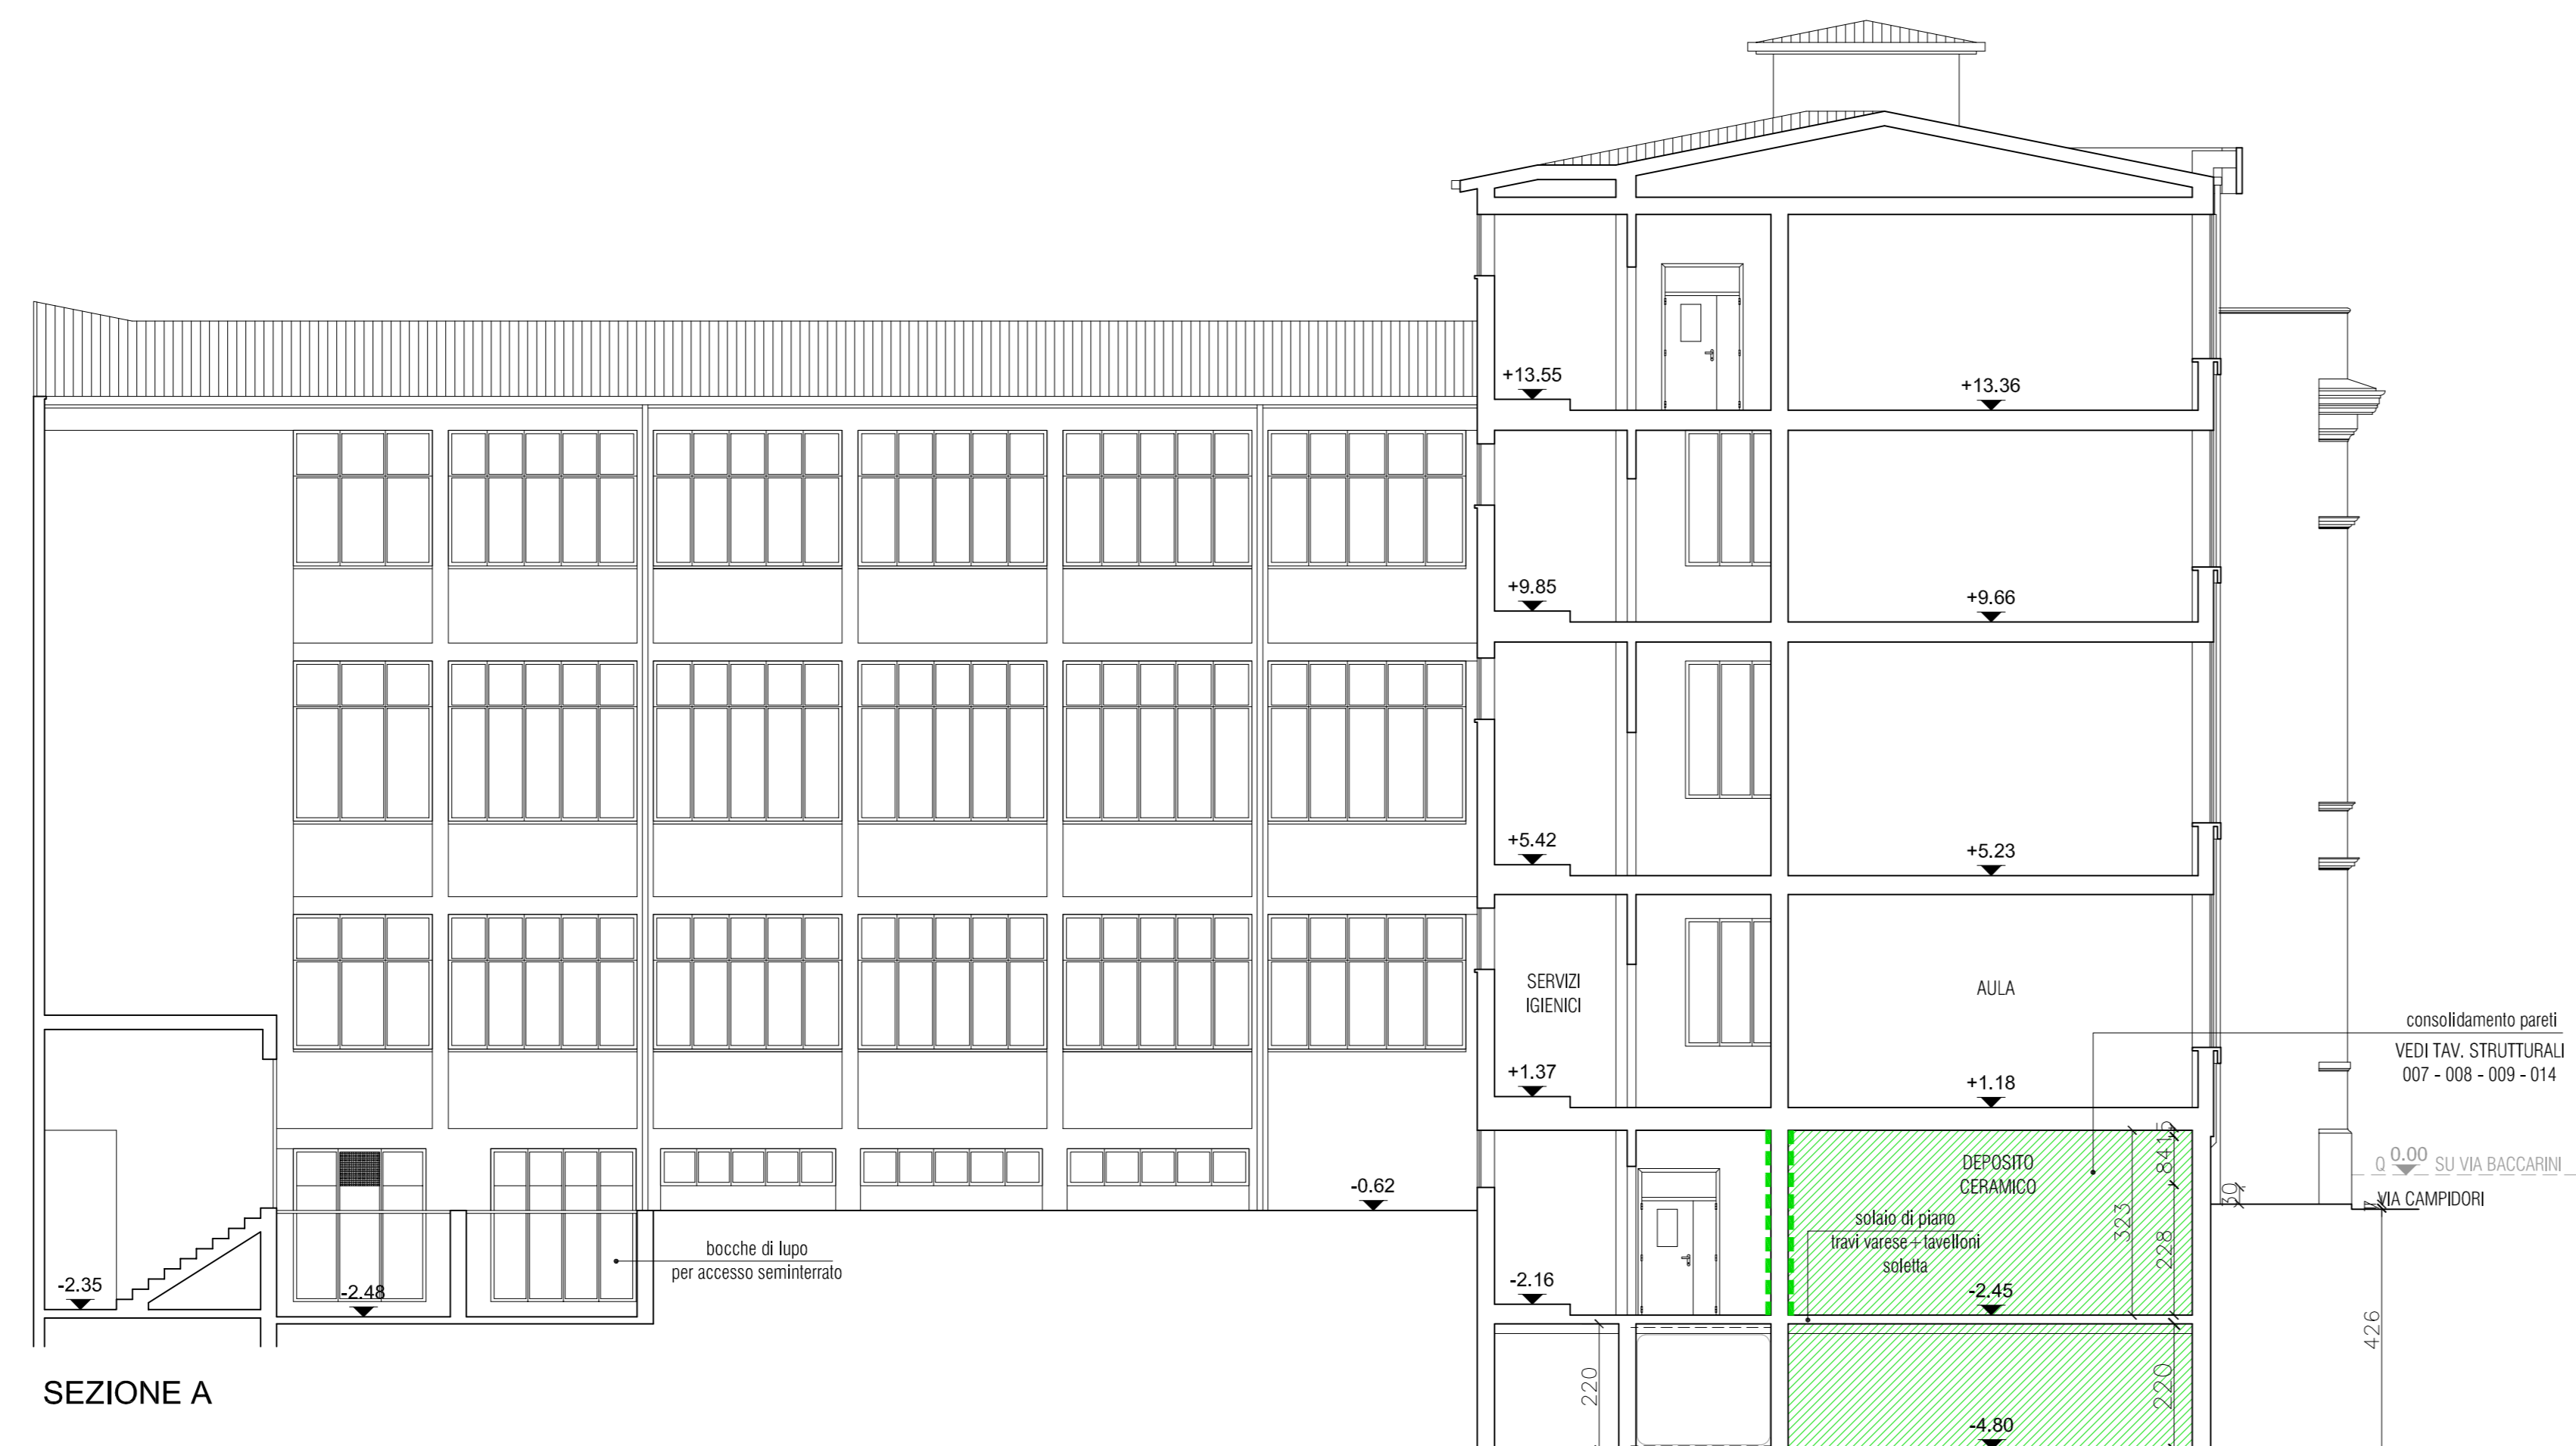 +13.55
+13.36
+9.85
+9.66
+5.42
+5.23
SERVIZI
IGIENICI
AULA
consolidamento pareti
VEDI TAV. STRUTTURALI
007 - 008 - 009 - 014
+1.37
+1.18
15
84
DEPOSITO
CERAMICO
Q 0.00 SU VIA BACCARINI
-0.62
30
VIA CAMPIDORI
323
228
solaio di piano
travi varese+tavelloni
soletta
bocche di lupo
per accesso seminterrato
-2.35
-2.48
-2.16
-2.45
426
220
220
SEZIONE A
-4.80